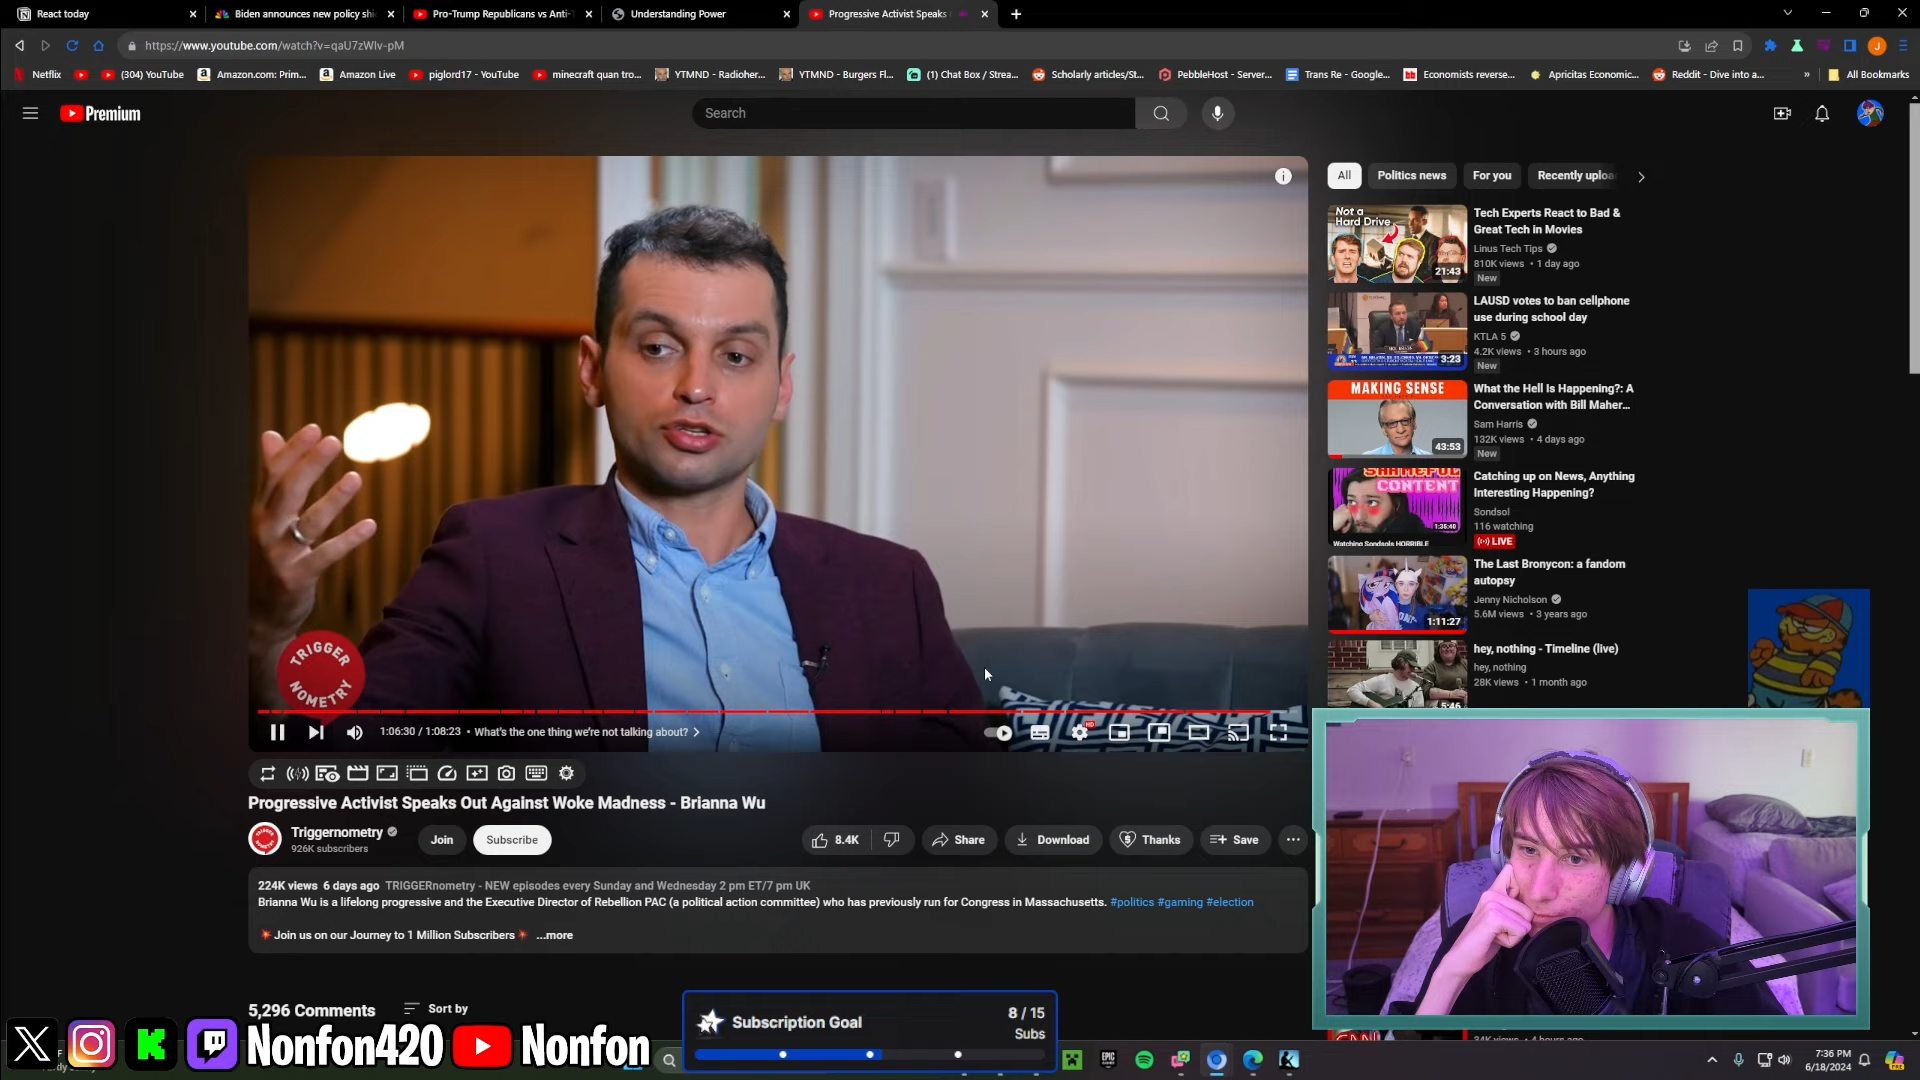 React today
Biden announces new policy shi
Pro-Trump Republicans vs Anti-T
Understanding Power
Progressive Activist Speaks
https://www.youtube.com/watch?v=qaU7zWlv-pM
Netflix
(304) YouTube
Amazon.com: Prim...
Amazon Live
piglord17 - YouTube
minecraft quan tro...
YTMND - Radioher...
YTMND - Burgers Fl...
(1) Chat Box / Strea...
Scholarly articles/St...
PebbleHost - Server...
Trans Re - Google...
Economists reverse...
Apricitas Economic...
Reddit - Dive into a...
»
All Bookmarks
Premium
Search
All
Politics news
For you
Recently uploa
Not a
Hard Drive
21:43
Tech Experts React to Bad &
Great Tech in Movies
Linus Tech Tips
810K views • 1 day ago
New
3:23
LAUSD votes to ban cellphone
use during school day
KTLA 5
4.2K views • 3 hours ago
New
MAKING SENSE
43:53
What the Hell Is Happening?: A
Conversation with Bill Maher...
Sam Harris
132K views • 4 days ago
New
SHAMEFUL
CONTENT
1:36:40
Watching Sondsols HORRIBLE
Catching up on News, Anything
Interesting Happening?
Sondsol
116 watching
LIVE
1:11:27
The Last Bronycon: a fandom
autopsy
Jenny Nicholson
5.6M views • 3 years ago
5:46
hey, nothing - Timeline (live)
hey, nothing
28K views • 1 month ago
TRIGGER
NOMETRY
1:06:30 / 1:08:23 • What's the one thing we're not talking about?
HD
Progressive Activist Speaks Out Against Woke Madness - Brianna Wu
Triggernometry
926K subscribers
Join
Subscribe
8.4K
Share
Download
Thanks
Save
224K views 6 days ago TRIGGERnometry - NEW episodes every Sunday and Wednesday 2 pm ET/7 pm UK
Brianna Wu is a lifelong progressive and the Executive Director of Rebellion PAC (a political action committee) who has previously run for Congress in Massachusetts. #politics #gaming #election
Join us on our Journey to 1 Million Subscribers
...more
5,296 Comments
Sort by
Subscription Goal
8 / 15
Subs
Nonfon420
Nonfon
EPIC
7:36 PM
6/18/2024